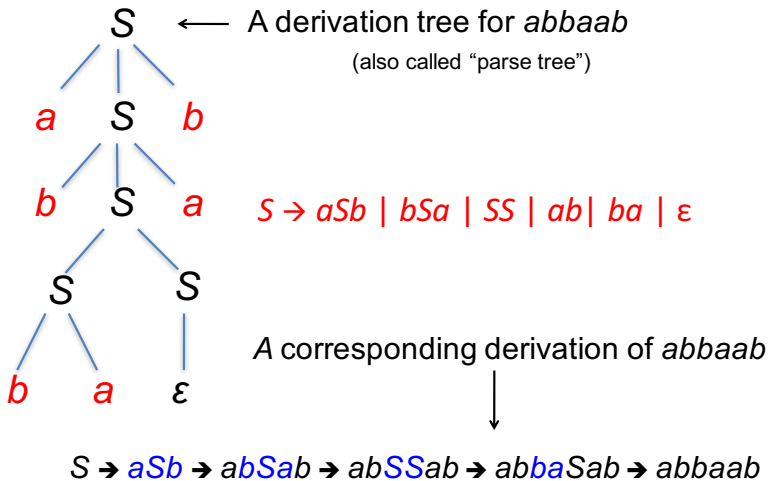 S A derivation tree for abbaab
(also called “parse tree”)
a S b
b S a
S → aSb | bSa | SS | ab| ba | ε
S S
A corresponding derivation of abbaab
b a ε
S → aSb → abSab → abSSab → abbaSab → abbaab